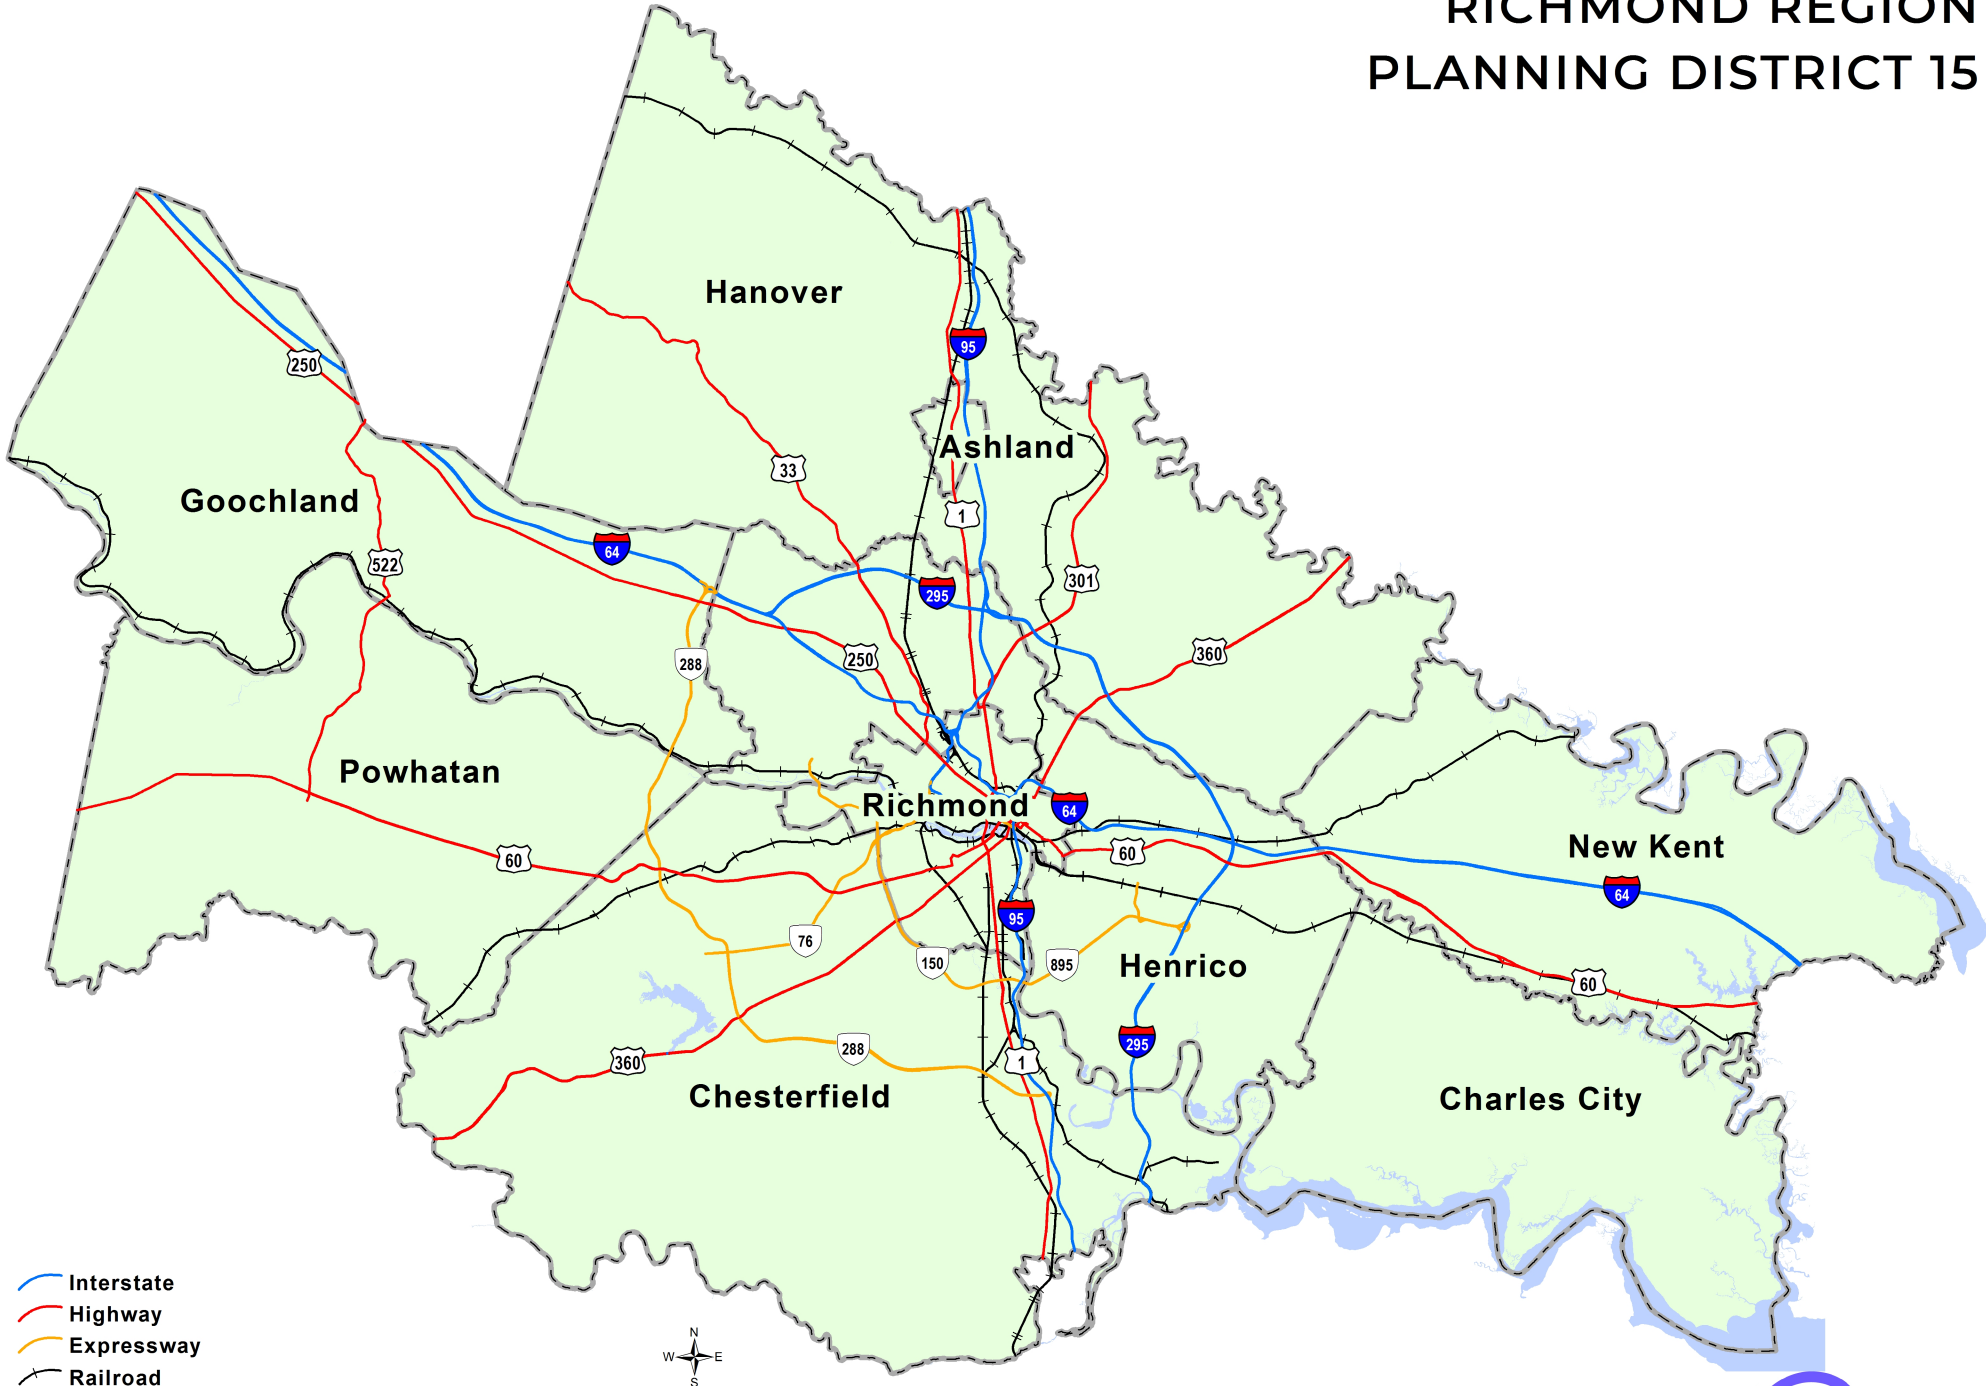 RICHMOND REGION
PLANNING DISTRICT 15
Hanover
95
250
Ashland
33
Goochland
1
64
522
301
295
360
250
288
Powhatan
Richmond
64
New Kent
60
60
64
95
76
150
895
Henrico
60
295
288
360
1
Chesterfield
Charles City
Interstate
Highway
Expressway
Railroad
N
W E
S